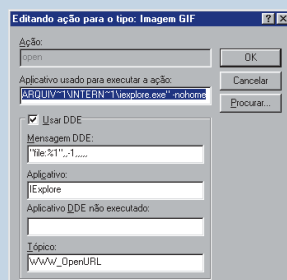 Editando ação para o tipo: Imagem GIF
Ação:
open
OK
Aplicativo usado para executar a ação:
ARQUIV~1\INTERN~1\iexplore.exe" -nohome
Cancelar
Procurar...
Usar DDE
Mensagem DDE:
"file:%1",,-1,,,,,
Aplicativo:
IExplore
Aplicativo DDE não executado:
Tópico:
WWW_OpenURL